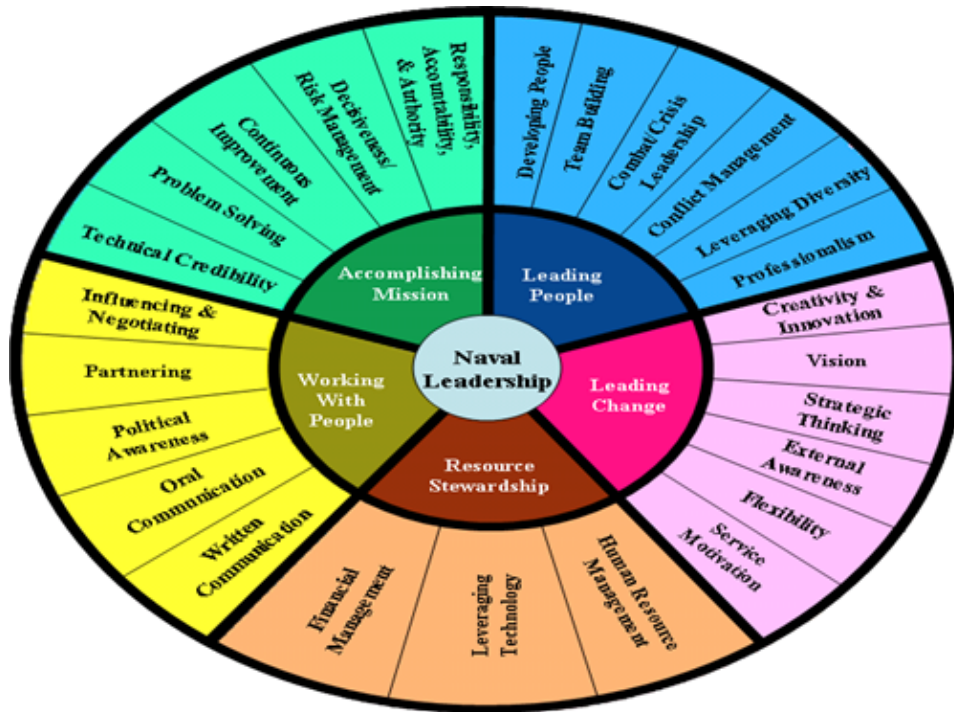 Naval
Leadership
Accomplishing
Mission
Technical Credibility
Problem Solving
Continuous
Improvement
Decisiveness/
Risk Management
Responsibility,
Accountability,
& Authority
Leading
People
Developing People
Team Building
Combat/Crisis
Leadership
Conflict Management
Leveraging Diversity
Professionalism
Leading
Change
Creativity &
Innovation
Vision
Strategic
Thinking
External
Awareness
Flexibility
Service
Motivation
Resource
Stewardship
Human Resource
Management
Leveraging
Technology
Financial
Management
Working
With
People
Written
Communication
Oral
Communication
Political
Awareness
Partnering
Influencing &
Negotiating